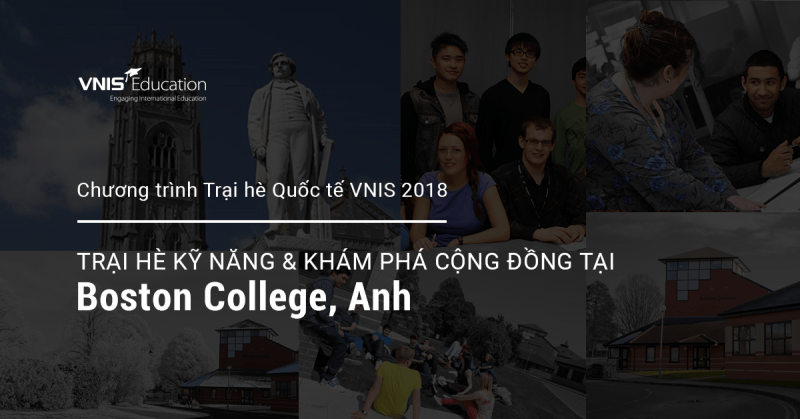 VNIS Education
Engaging International Education
Chương trình Trại hè Quốc tế VNIS 2018
TRẠI HÈ KỸ NĂNG & KHÁM PHÁ CỘNG ĐỒNG TẠI
Boston College, Anh